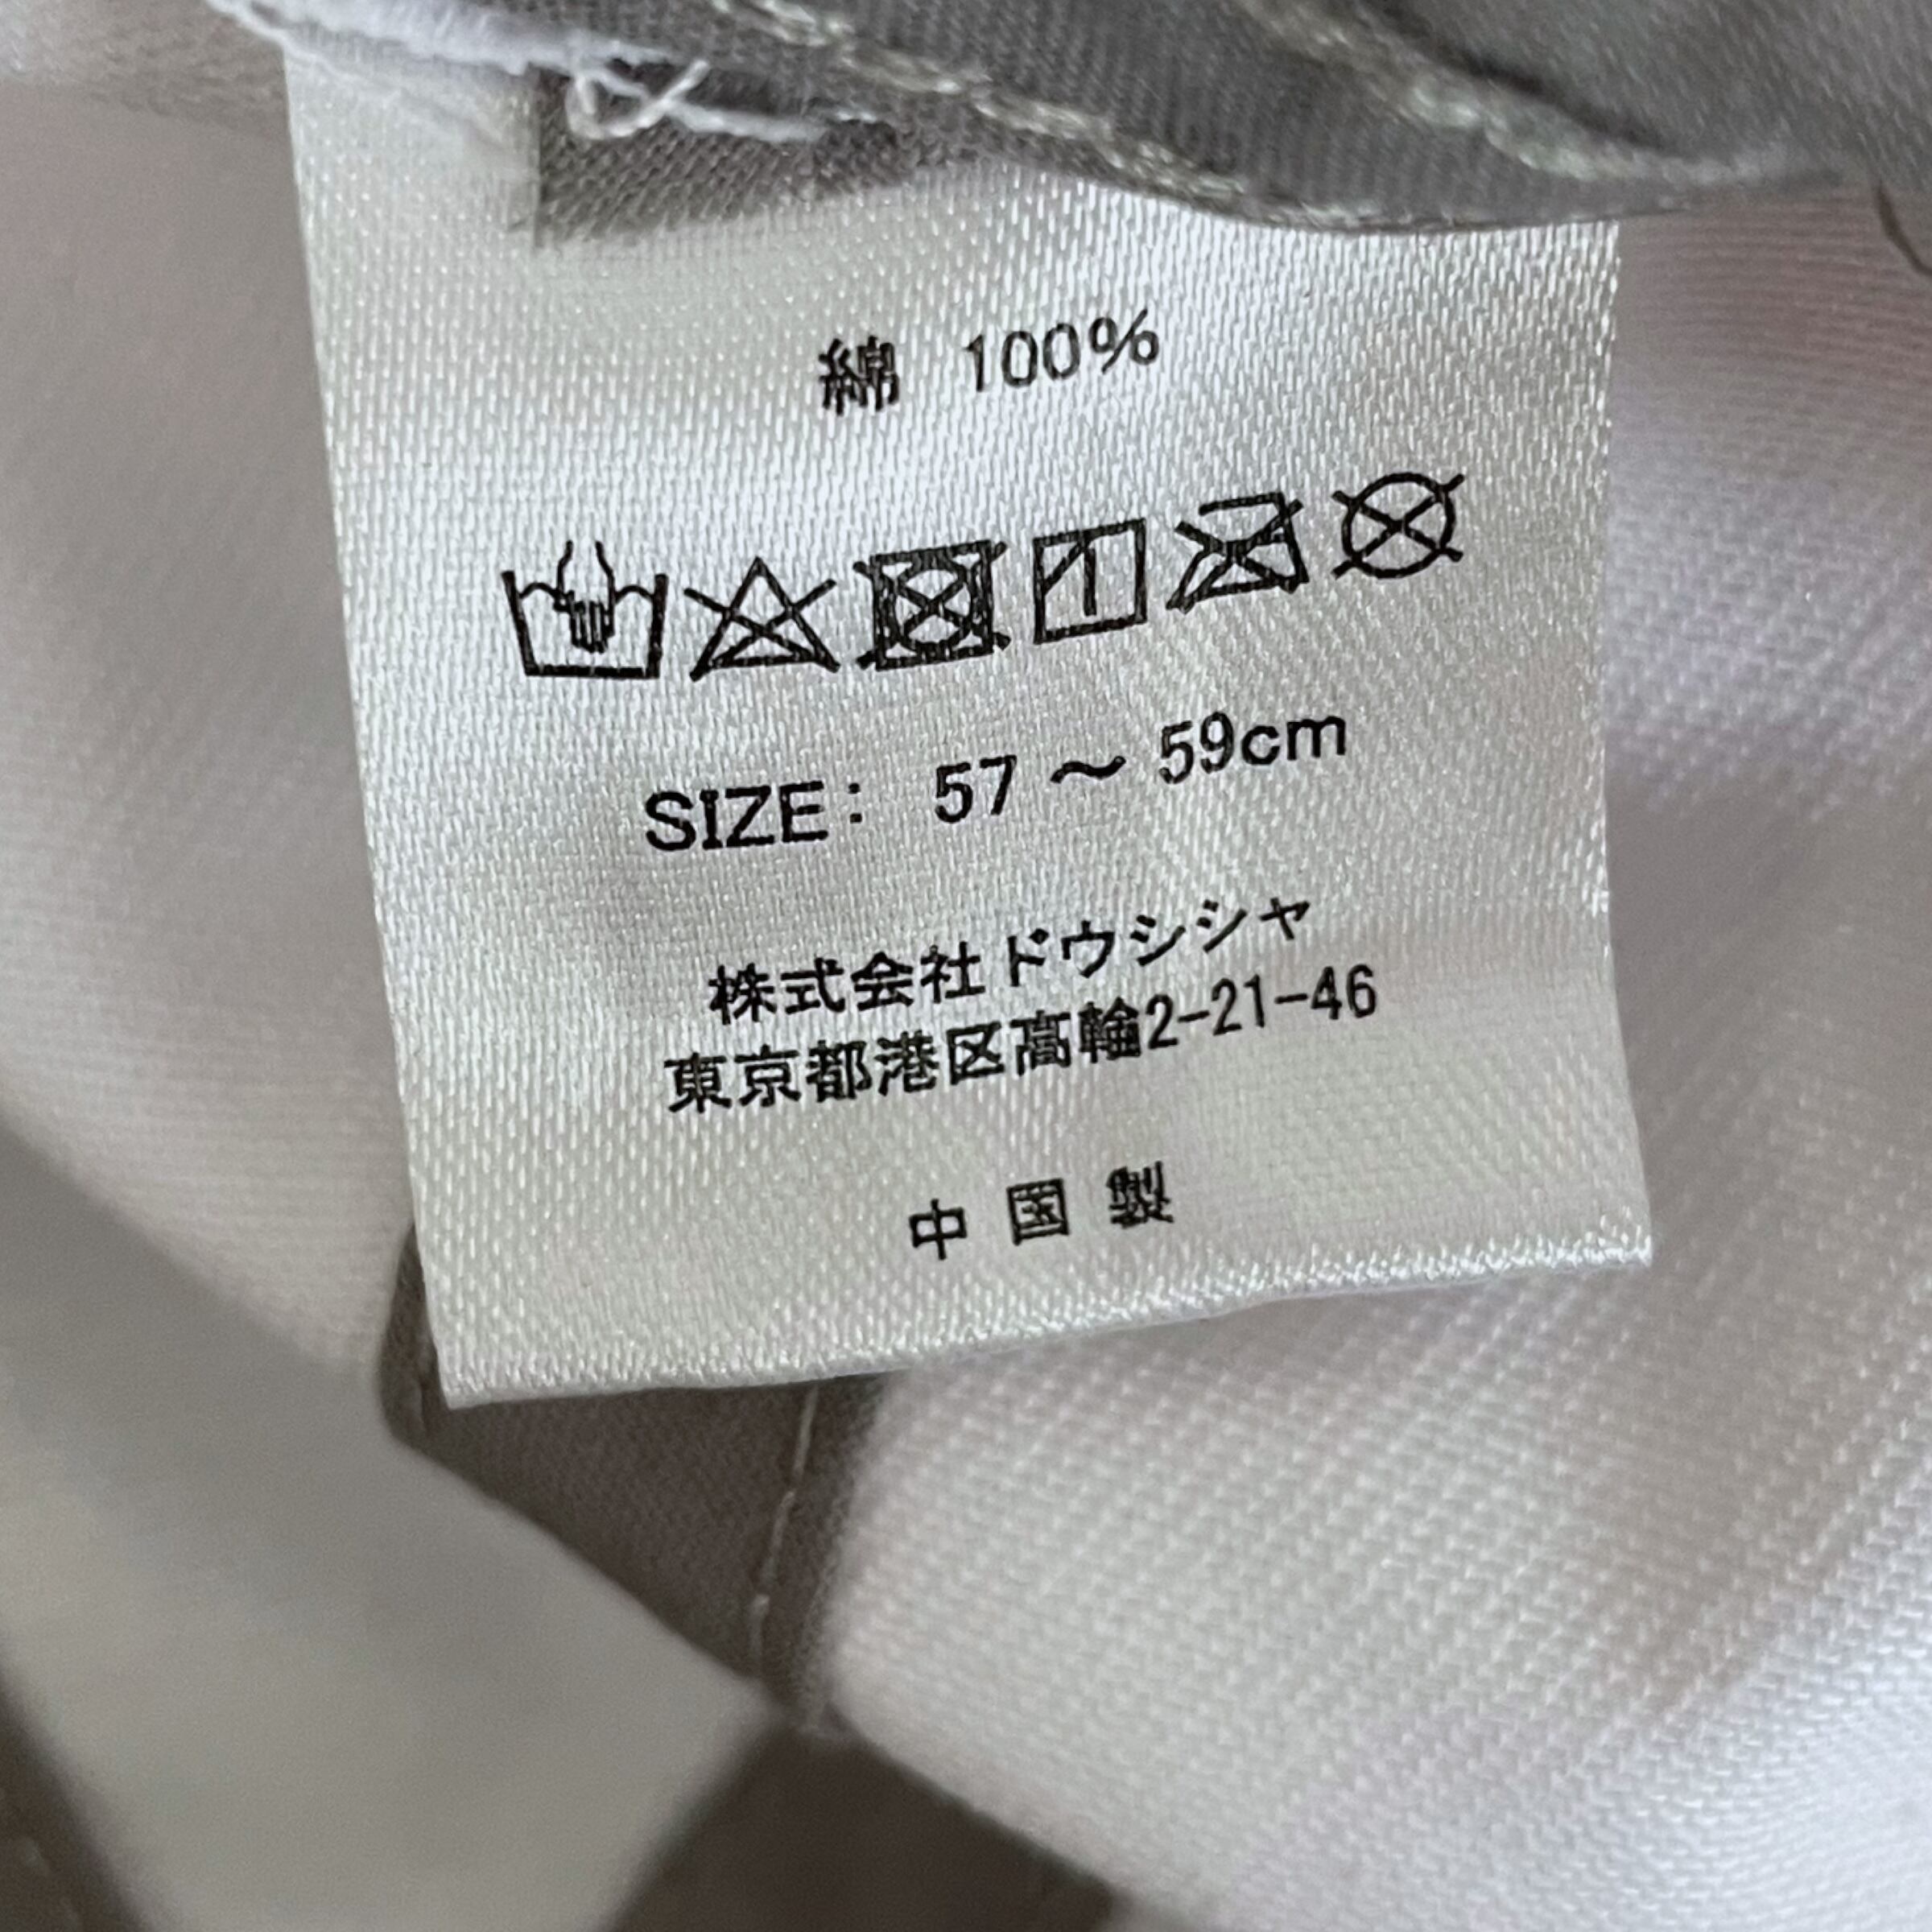 綿 100%
SIZE: 57 ～ 59cm
株式会社ドウシシャ
東京都港区高輪2-21-46
中国製